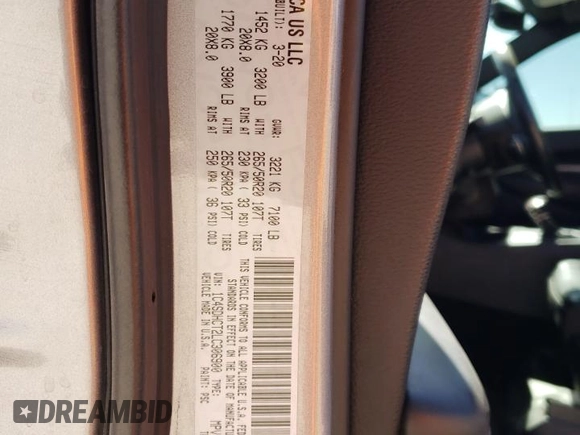 CA US LLC
(BUILT): 3-20 GVWR: 3221 KG 7100 LB
1452 KG 3200 LB WITH 265/50R20 107T TIRES
20X8.0 RIMS AT 230 KPA ( 33 PSI) COLD
1770 KG 3900 LB WITH 265/50R20 107T TIRES
20X8.0 RIMS AT 250 KPA ( 36 PSI) COLD
THIS VEHICLE CONFORMS TO ALL APPLICABLE U.S.A. FED
STANDARDS IN EFFECT ON THE DATE OF MANUFACTUR
VIN: 1C4SDHCT2LC306900 TYPE: MPV
VEHICLE MADE IN U.S.A. PAINT: PSC
DREAMBID